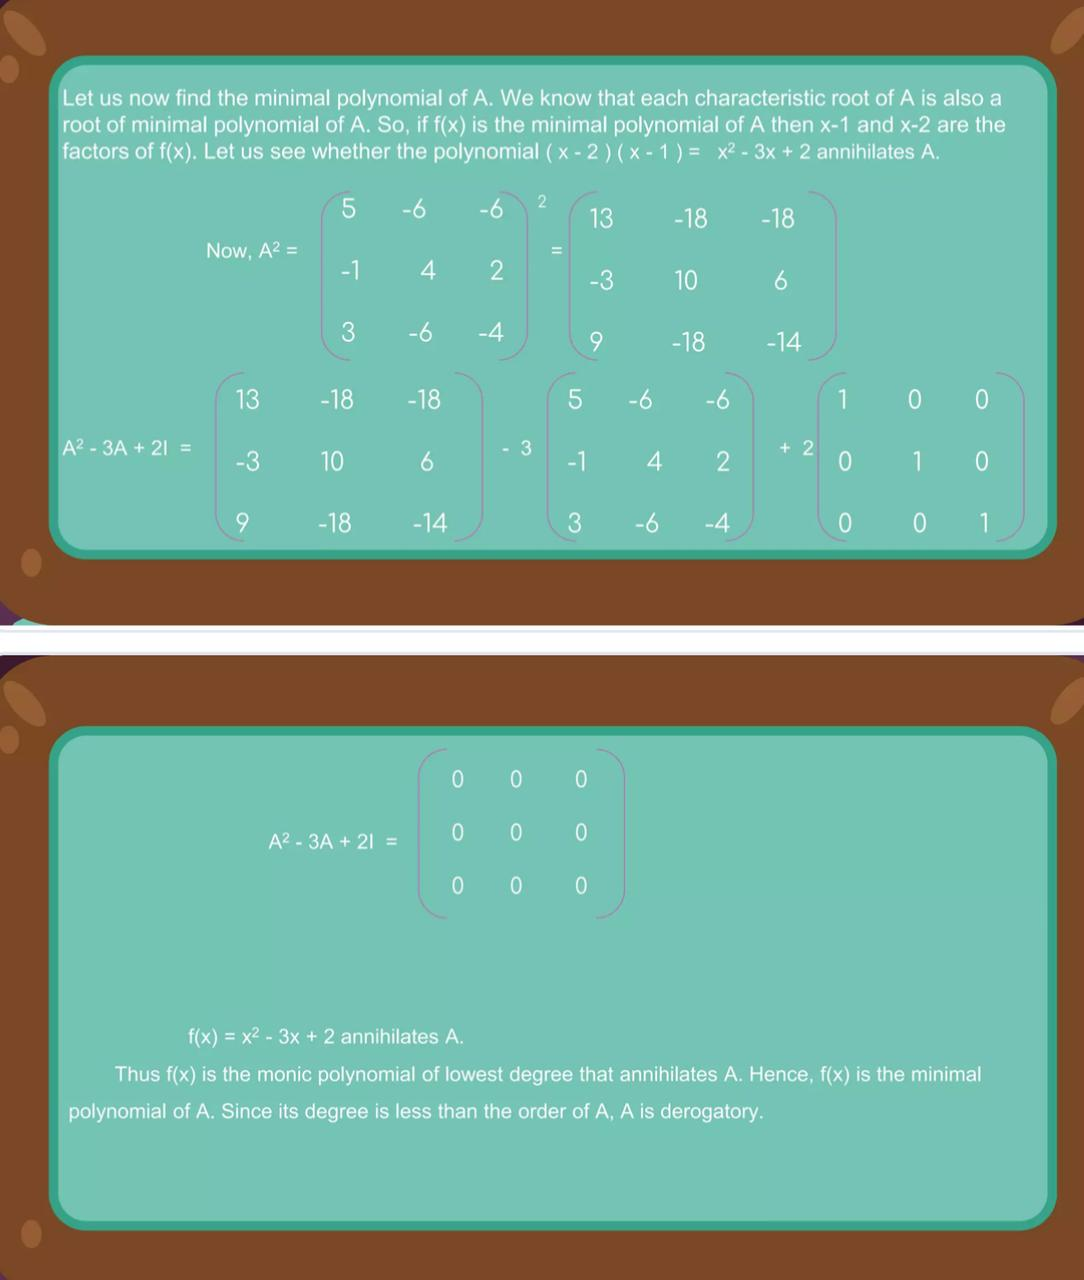 Let us now find the minimal polynomial of A. We know that each characteristic root of A is also a
root of minimal polynomial of A. So, if f(x) is the minimal polynomial of A then x-1 and x-2 are the
factors of f(x). Let us see whether the polynomial ( x - 2 ) ( x - 1 ) = x² - 3x + 2 annihilates A.
5 -6 -6 2 13 -18 -18
Now, A² = =
-1 4 2 -3 10 6
3 -6 -4 9 -18 -14
13 -18 -18 5 -6 -6 1 0 0
A² - 3A + 2I = - 3 + 2
-3 10 6 -1 4 2 0 1 0
9 -18 -14 3 -6 -4 0 0 1
0 0 0
A² - 3A + 2I = 0 0 0
0 0 0
f(x) = x² - 3x + 2 annihilates A.
Thus f(x) is the monic polynomial of lowest degree that annihilates A. Hence, f(x) is the minimal
polynomial of A. Since its degree is less than the order of A, A is derogatory.